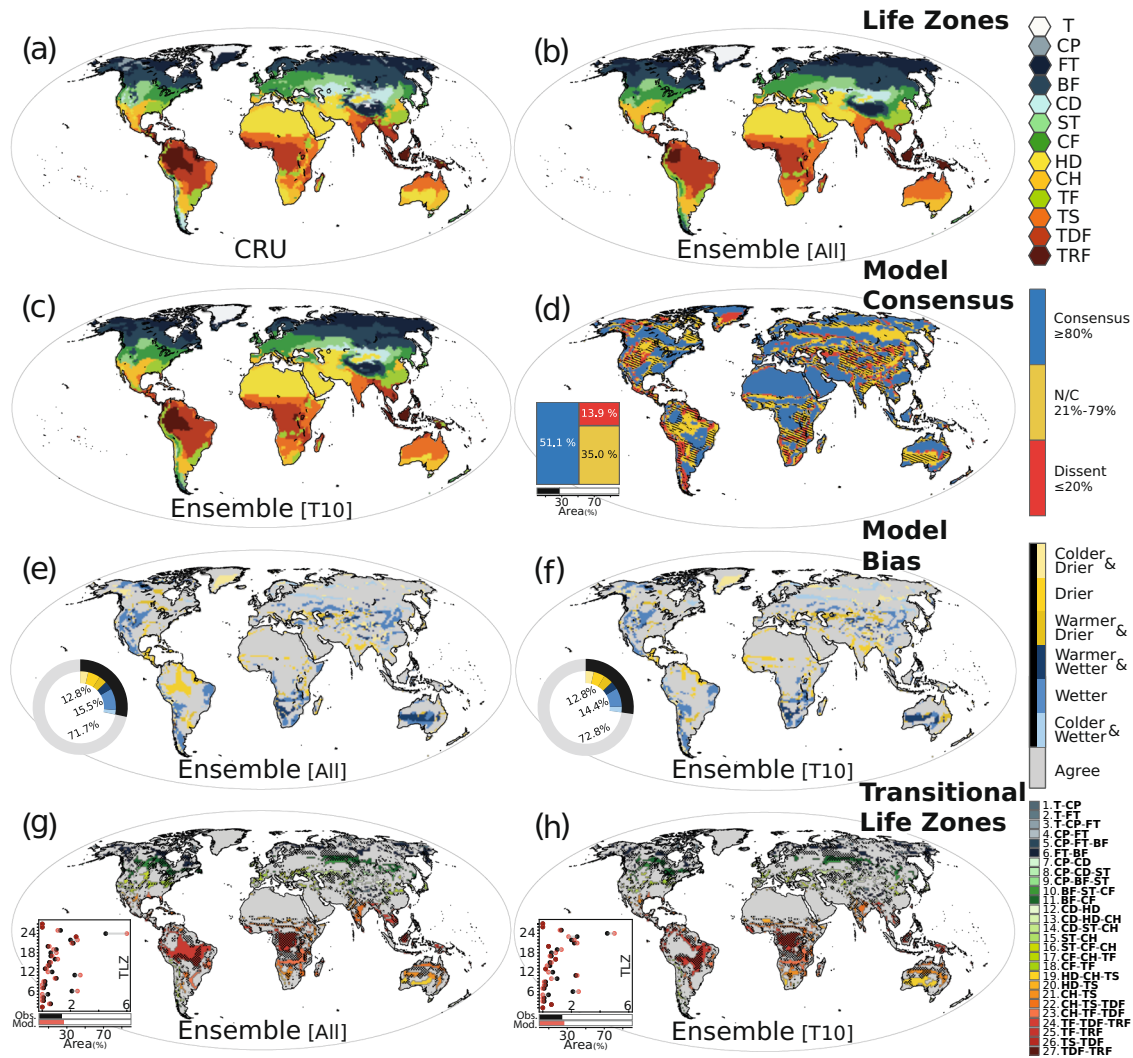 Life Zones
(a)
(b)
CRU
Ensemble [All]
T
CP
FT
BF
CD
ST
CF
HD
CH
TF
TS
TDF
TRF
Model
Consensus
(c)
(d)
Ensemble [T10]
51.1 %
13.9 %
35.0 %
30 70
Area(%)
Consensus
≥80%
N/C
21%-79%
Dissent
≤20%
Model
Bias
(e)
(f)
12.8%
15.5%
71.7%
Ensemble [All]
12.8%
14.4%
72.8%
Ensemble [T10]
Colder &
Drier
Drier
Warmer &
Drier
Warmer &
Wetter
Wetter
Colder &
Wetter
Agree
Transitional
Life Zones
(g)
(h)
24
18
12
6
2 6
TLZ
Obs.
Mod.
30 70
Area(%)
Ensemble [All]
24
18
12
6
2 6
TLZ
Obs.
Mod.
30 70
Area(%)
Ensemble [T10]
1. T-CP
2. T-FT
3. T-CP-FT
4. CP-FT
5. CP-FT-BF
6. FT-BF
7. CP-CD
8. CP-CD-ST
9. CP-BF-ST
10. BF-ST-CF
11. BF-CF
12. CD-HD
13. CD-HD-CH
14. CD-ST-CH
15. ST-CH
16. ST-CF-CH
17. CF-CH-TF
18. CF-TF
19. HD-CH-TS
20. HD-TS
21. CH-TS
22. CH-TS-TDF
23. CH-TF-TDF
24. TF-TDF-TRF
25. TF-TRF
26. TS-TDF
27. TDF-TRF